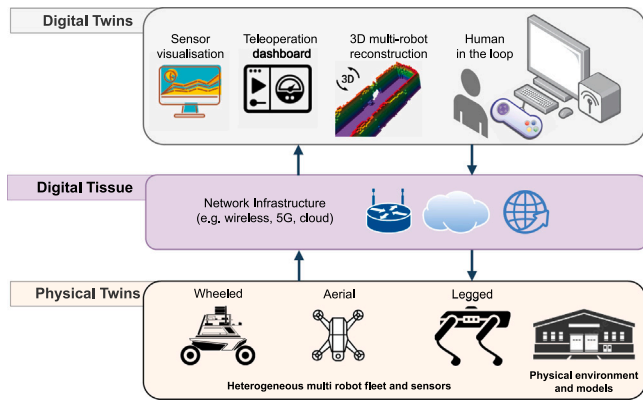 Digital Twins
Sensor
visualisation
Teleoperation
dashboard
3D multi-robot
reconstruction
Human
in the loop
3D
Digital Tissue
Network Infrastructure
(e.g. wireless, 5G, cloud)
Physical Twins
Wheeled
Aerial
Legged
Heterogeneous multi robot fleet and sensors
Physical environment
and models